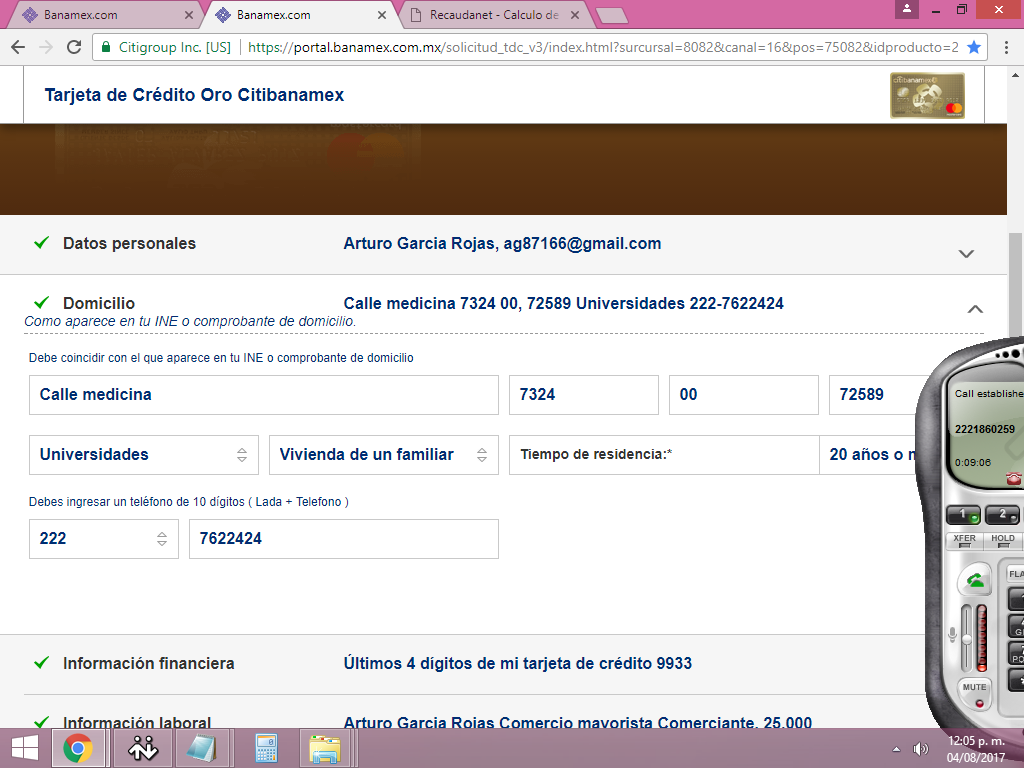 Banamex.com
Banamex.com
Recaudanet - Calculo de
Citigroup Inc. [US]
https://portal.banamex.com.mx/solicitud_tdc_v3/index.html?surcursal=8082&canal=16&pos=75082&idproducto=2
Tarjeta de Crédito Oro Citibanamex
citibanamex
Datos personales
Arturo Garcia Rojas, ag87166@gmail.com
Domicilio
Calle medicina 7324 00, 72589 Universidades 222-7622424
Como aparece en tu INE o comprobante de domicilio.
Debe coincidir con el que aparece en tu INE o comprobante de domicilio
Calle medicina
7324
00
72589
Universidades
Vivienda de un familiar
Tiempo de residencia:*
20 años o
Debes ingresar un teléfono de 10 dígitos ( Lada + Telefono )
222
7622424
Call establishe
2221860259
0:09:06
1
2
XFER
HOLD
FLA
MUTE
Información financiera
Últimos 4 dígitos de mi tarjeta de crédito 9933
Información laboral
Arturo Garcia Rojas Comercio mayorista Comerciante, 25,000
12:05 p. m.
04/08/2017